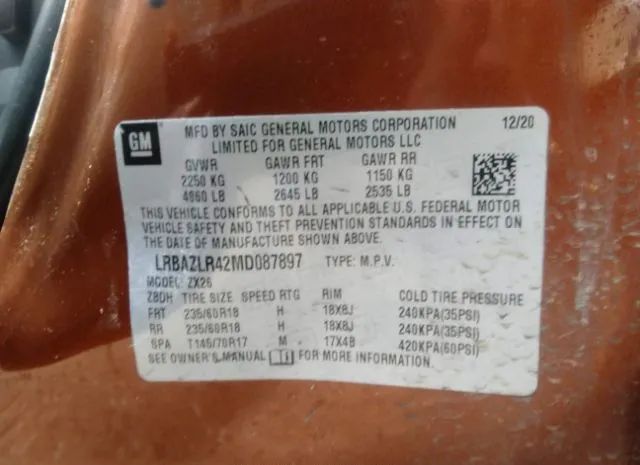 GM
MFD BY SAIC GENERAL MOTORS CORPORATION 12/20
LIMITED FOR GENERAL MOTORS LLC
GVWR GAWR FRT GAWR RR
2250 KG 1200 KG 1150 KG
4960 LB 2645 LB 2535 LB
THIS VEHICLE CONFORMS TO ALL APPLICABLE U.S. FEDERAL MOTOR
VEHICLE SAFETY AND THEFT PREVENTION STANDARDS IN EFFECT ON
DATE OF MANUFACTURE SHOWN ABOVE.
LRBAZLR42MD087897 TYPE: M.P.V.
MODEL: ZX26
ZBDH TIRE SIZE SPEED RTG RIM COLD TIRE PRESSURE
FRT 235/60R18 H 18X8J 240KPA(35PSI)
RR 235/60R18 H 18X8J 240KPA(35PSI)
SPA T145/70R17 M 17X4B 420KPA(60PSI)
SEE OWNER'S MANUAL FOR MORE INFORMATION.